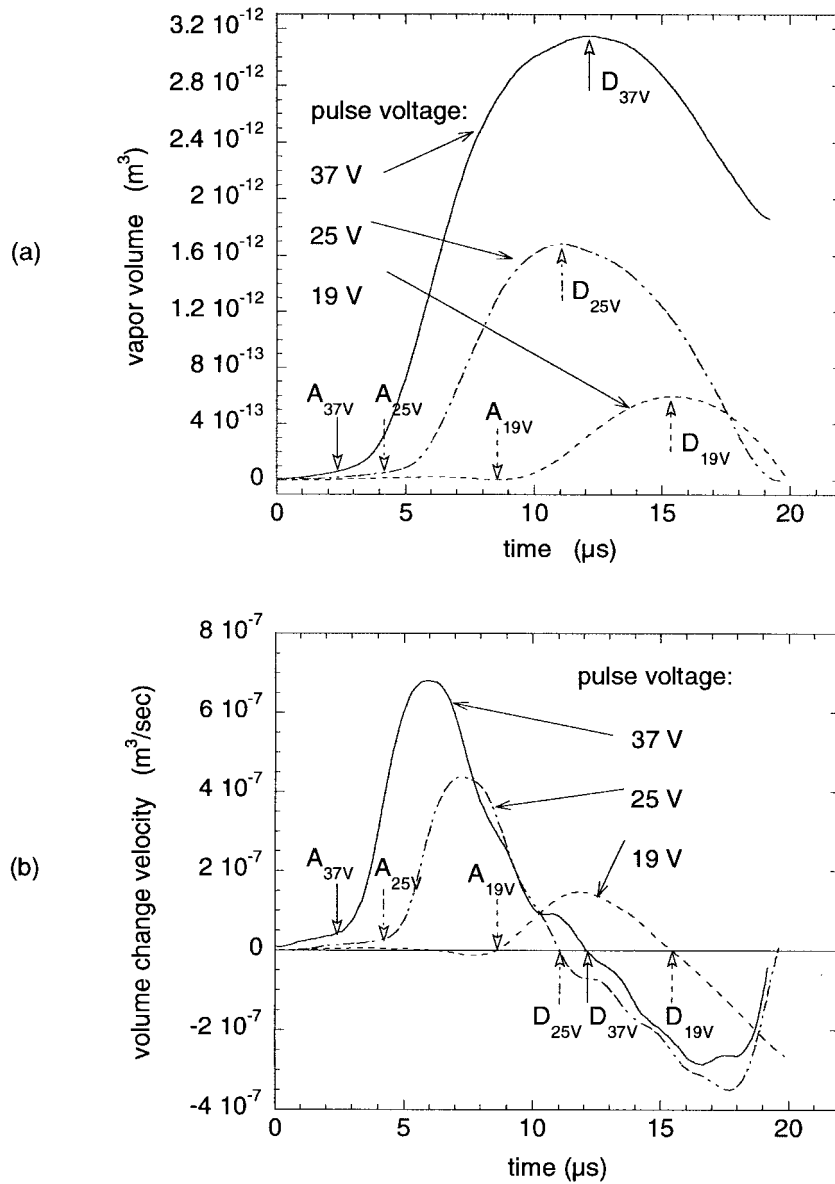 (a)
vapor volume (m³)
3.2 10⁻¹²
2.8 10⁻¹²
2.4 10⁻¹²
2 10⁻¹²
1.6 10⁻¹²
1.2 10⁻¹²
8 10⁻¹³
4 10⁻¹³
0
pulse voltage:
37 V
25 V
19 V
D37V
D25V
D19V
A37V
A25V
A19V
0 5 10 15 20
time (µs)
(b)
volume change velocity (m³/sec)
8 10⁻⁷
6 10⁻⁷
4 10⁻⁷
2 10⁻⁷
0
-2 10⁻⁷
-4 10⁻⁷
pulse voltage:
37 V
25 V
19 V
A37V
A25V
A19V
D25V
D37V
D19V
0 5 10 15 20
time (µs)